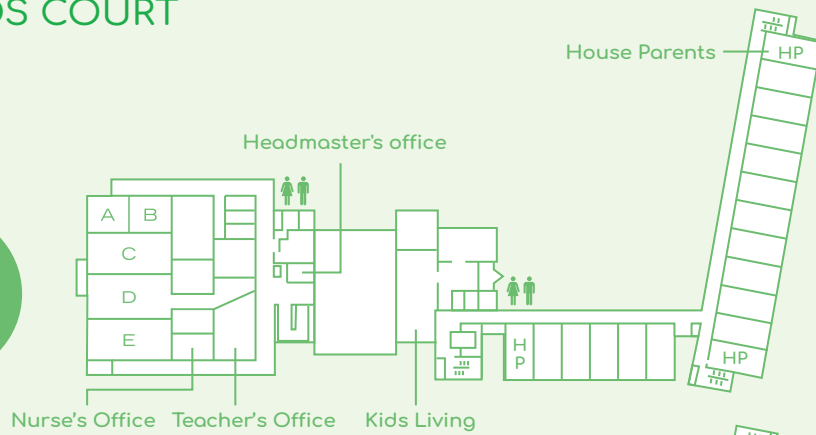 OS COURT
House Parents
HP
Headmaster's office
A B
C
D
E
H
P
HP
Nurse's Office Teacher's Office Kids Living